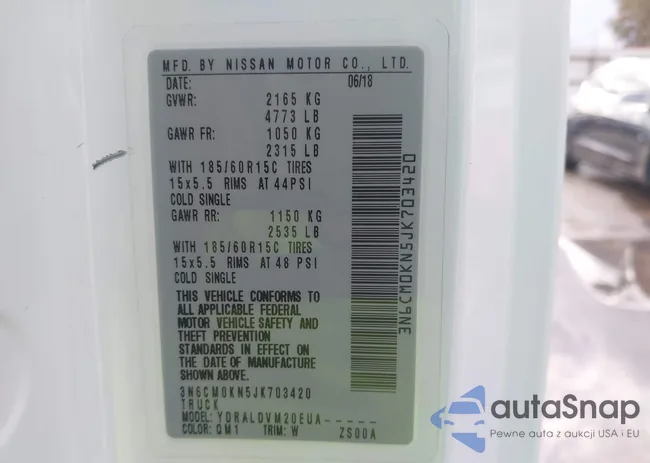 MFD. BY NISSAN MOTOR CO., LTD.
DATE: 06/18
GVWR: 2165 KG
4773 LB
GAWR FR: 1050 KG
2315 LB
WITH 185/60R15C TIRES
15x5.5 RIMS AT 44PSI
COLD SINGLE
GAWR RR: 1150 KG
2535 LB
WITH 185/60R15C TIRES
15x5.5 RIMS AT 48 PSI
COLD SINGLE
THIS VEHICLE CONFORMS TO
ALL APPLICABLE FEDERAL
MOTOR VEHICLE SAFETY AND
THEFT PREVENTION
STANDARDS IN EFFECT ON
THE DATE OF MANUFACTURE
SHOWN ABOVE.
3N6CM0KN5JK703420
TRUCK
MODEL: YDRALDVM20EUA-----
COLOR: QM1 TRIM: W ZS00A
3N6CM0KN5JK703420
autoSnap
Pewne auta z aukcji USA i EU